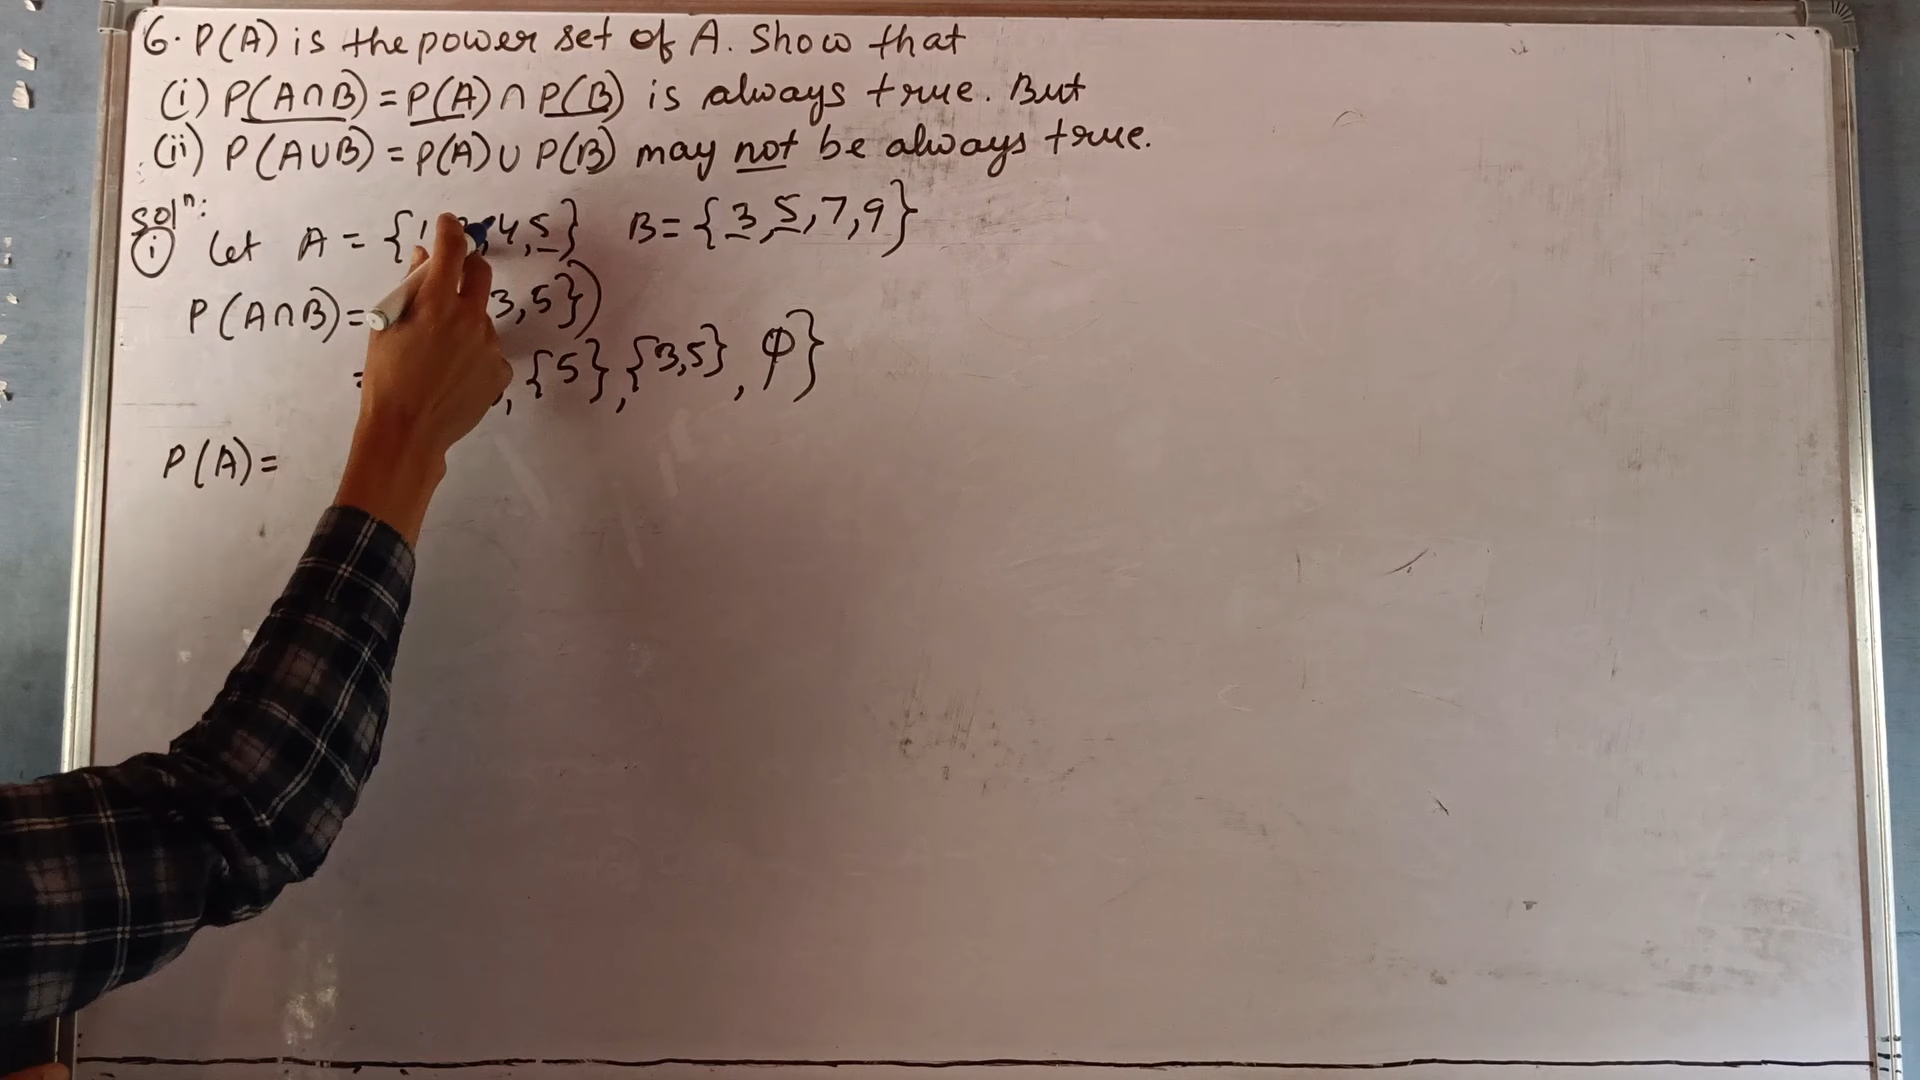 6. P(A) is the power set of A. Show that
(i) P(A∩B) = P(A) ∩ P(B) is always true. But
(ii) P(A∪B) = P(A) ∪ P(B) may not be always true.
Solⁿ:
(i) Let A = {1, ,4,5} B = {3,5,7,9}
P(A∩B) = 3,5})
= , {5}, {3,5}, φ}
P(A) =